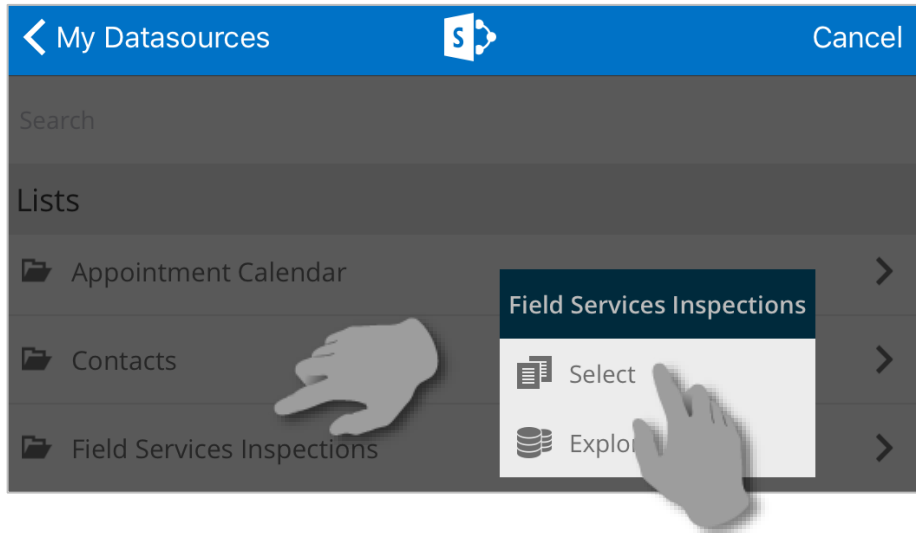 My Datasources
S
Cancel
Search
Lists
Appointment Calendar
Contacts
Field Services Inspections
Field Services Inspections
Select